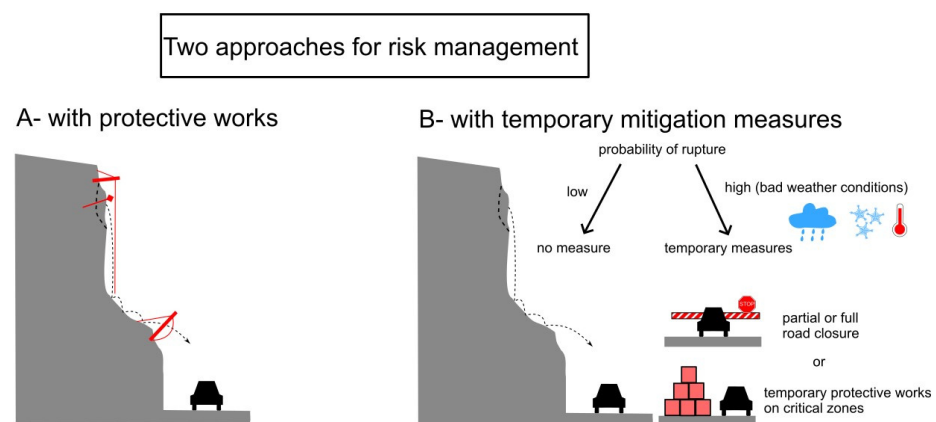 Two approaches for risk management
A- with protective works
B- with temporary mitigation measures
probability of rupture
low
high (bad weather conditions)
no measure
temporary measures
STOP
partial or full
road closure
or
temporary protective works
on critical zones